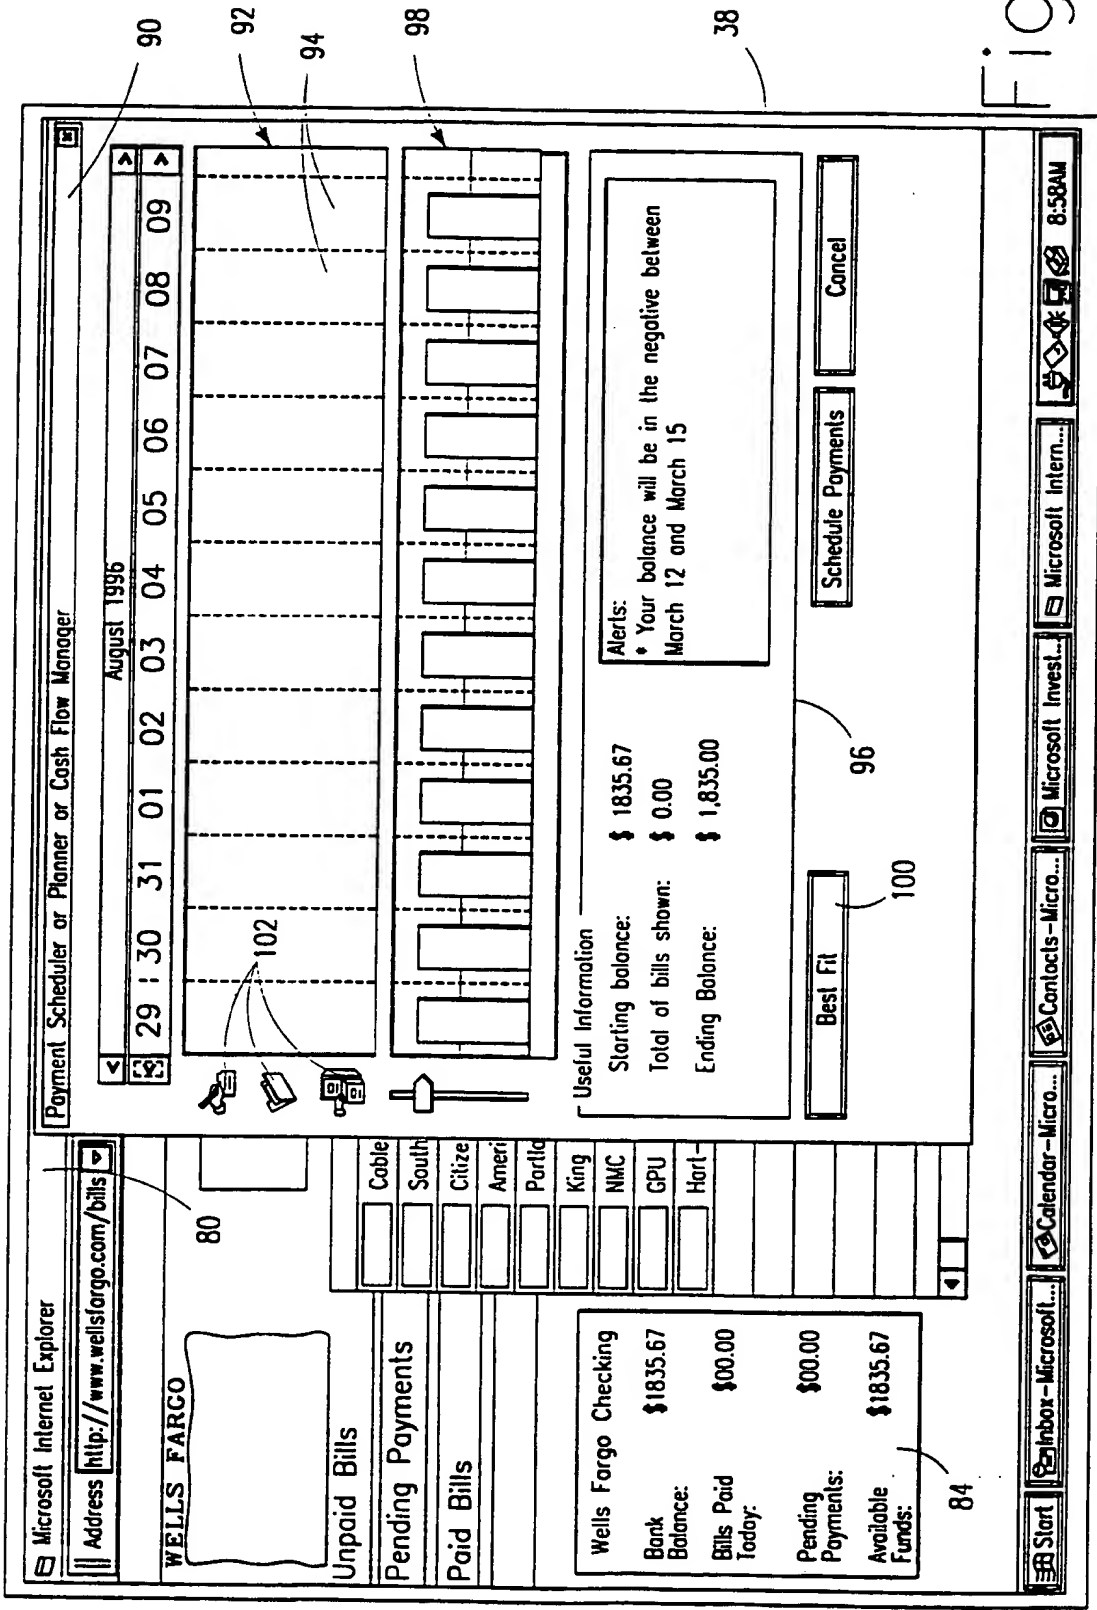 Microsoft Internet Explorer
Address http://www.wellsfargo.com/bills
WELLS FARGO
Unpaid Bills
Pending Payments
Paid Bills
Wells Fargo Checking
Bank Balance: $1835.67
Bills Paid Today: $00.00
Pending Payments: $00.00
Available Funds: $1835.67
84
80
Cable
South
Citize
Ameri
Portla
King
NMC
GPU
Hart-
Payment Scheduler or Planner or Cash Flow Manager
August 1996
29 30 31 01 02 03 04 05 06 07 08 09
102
90
92
94
98
38
Useful Information
Starting balance: $ 1835.67
Total of bills shown: $ 0.00
Ending Balance: $ 1,835.00
Alerts:
* Your balance will be in the negative between
March 12 and March 15
96
Best Fit
100
Schedule Payments
Cancel
Start
Inbox-Microsoft...
Calendar-Micro...
Contacts-Micro...
Microsoft Invest...
Microsoft Intern...
8:58AM
Fig